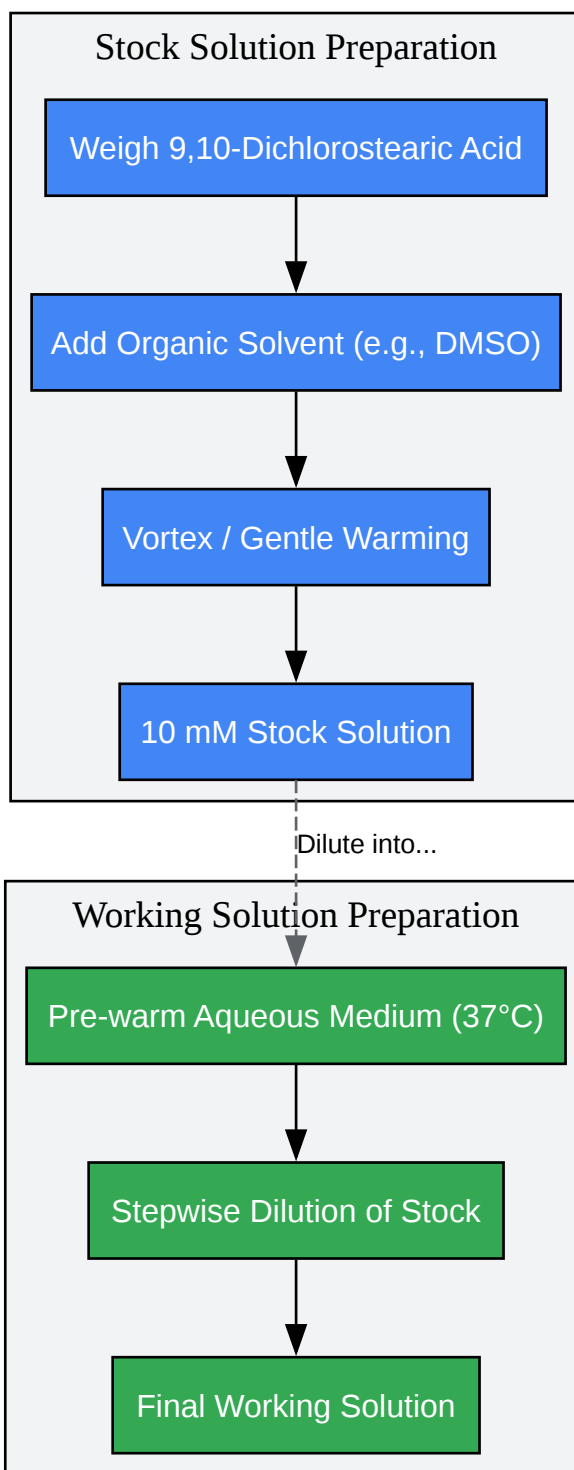 Stock Solution Preparation
Weigh 9,10-Dichlorostearic Acid
Add Organic Solvent (e.g., DMSO)
Vortex / Gentle Warming
10 mM Stock Solution
Dilute into...
Working Solution Preparation
Pre-warm Aqueous Medium (37°C)
Stepwise Dilution of Stock
Final Working Solution